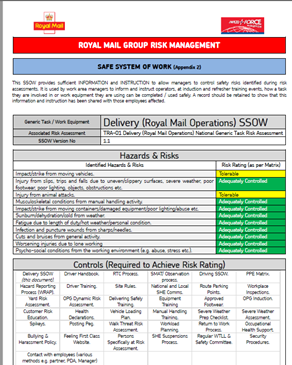 Royal Mail
ROYAL MAIL GROUP RISK MANAGEMENT
SAFE SYSTEM OF WORK (Appendix 2)
This SSOW provides sufficient INFORMATION and INSTRUCTION to allow managers to control safety risks identified during risk
assessments. It is used by work area managers to inform and instruct operators, at induction and refresher training events, how a task
they are involved in or work equipment they are using can be completed / used safely. A record should be retained to show that this
information and instruction has been shared with those employees affected.
Generic Task / Work Equipment Delivery (Royal Mail Operations) SSOW
Associated Risk Assessment TRA-01 Delivery (Royal Mail Operations) National Generic Task Risk Assessment
SSOW Version No 1.1
Hazards & Risks
Identified Hazards & Risks. Risk Rating (as per Matrix)
Impact/strike from moving vehicles. Tolerable
Injury from slips, trips and falls due to uneven/slippery surfaces, severe weather, poor Adequately Controlled
footwear, poor lighting, objects, obstructions etc.
Injury from animal attacks. Tolerable
Musculoskeletal conditions from manual handling activity. Adequately Controlled
Impact/strike from moving containers/damaged equipment/poor lighting/abuse etc. Adequately Controlled
Sunburn/dehydration/cold from weather. Adequately Controlled
Fatigue due to length of duty/hot weather/personal condition. Adequately Controlled
Infection and puncture wounds from sharps/needles. Adequately Controlled
Cuts and bruises from general activity. Adequately Controlled
Worsening injuries due to lone working Adequately Controlled
Psycho-social conditions from the working environment (e.g. abuse, stress etc.). Adequately Controlled
Controls (Required to Achieve Risk Rating)
Delivery SSOW Driver Handbook. RTC Process. SMART/ Observation Driving SSOW. PPE Matrix.
(this document) process.
Hazard Reporting Driver Training. Site Rules. National and Local Route Parking Workplace
Process (WRAP). SHE Comms. Points. Inspections.
Yent Risk DPG Dynamic Risk Delivering Safely Equipment Approved DPG Induction.
Assessment. Assessment. Training. Training Footwear.
Customer Risk Health Vehicle Loading Manual Handling Severe Weather Severe Weather
Education. Declarations. Plan. Training. Prep Checklist. Assessment.
Spikeys. Posting Peg. Walk Threat Risk Workload Return to Work Occupational
Assessment. Planning. Process. Health Support.
Bullying & Feeling First Class Persons SHE Suspensions Regular WTLL & Security
Harassment Policy. Website. Specifically at Process. Safety Committee. Procedures.
Risk Assessment.
Contact with employees (various
methods e.g. partner, PDA, Manager)